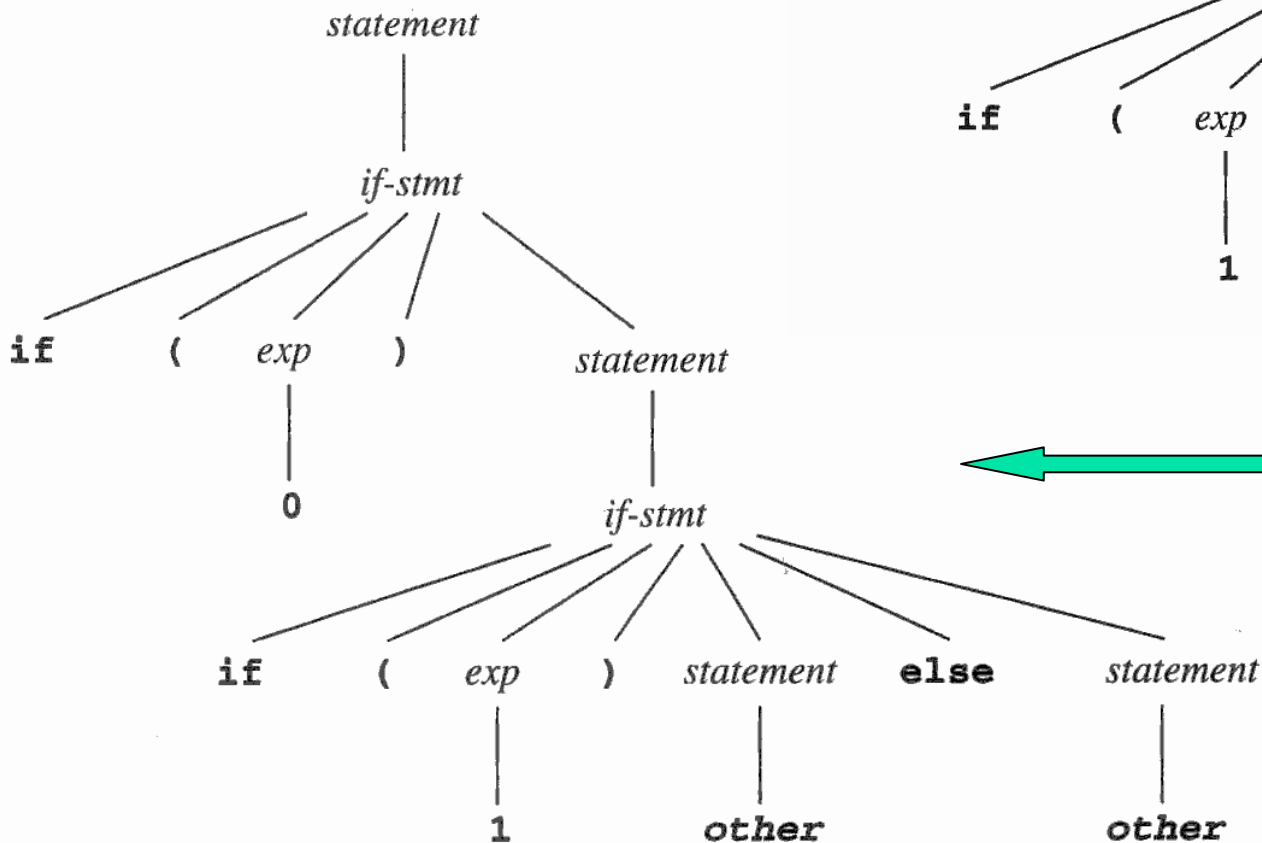 statement
if ( exp
if-stmt
1
if ( exp ) statement
0
if-stmt
if ( exp ) statement else statement
1 other other